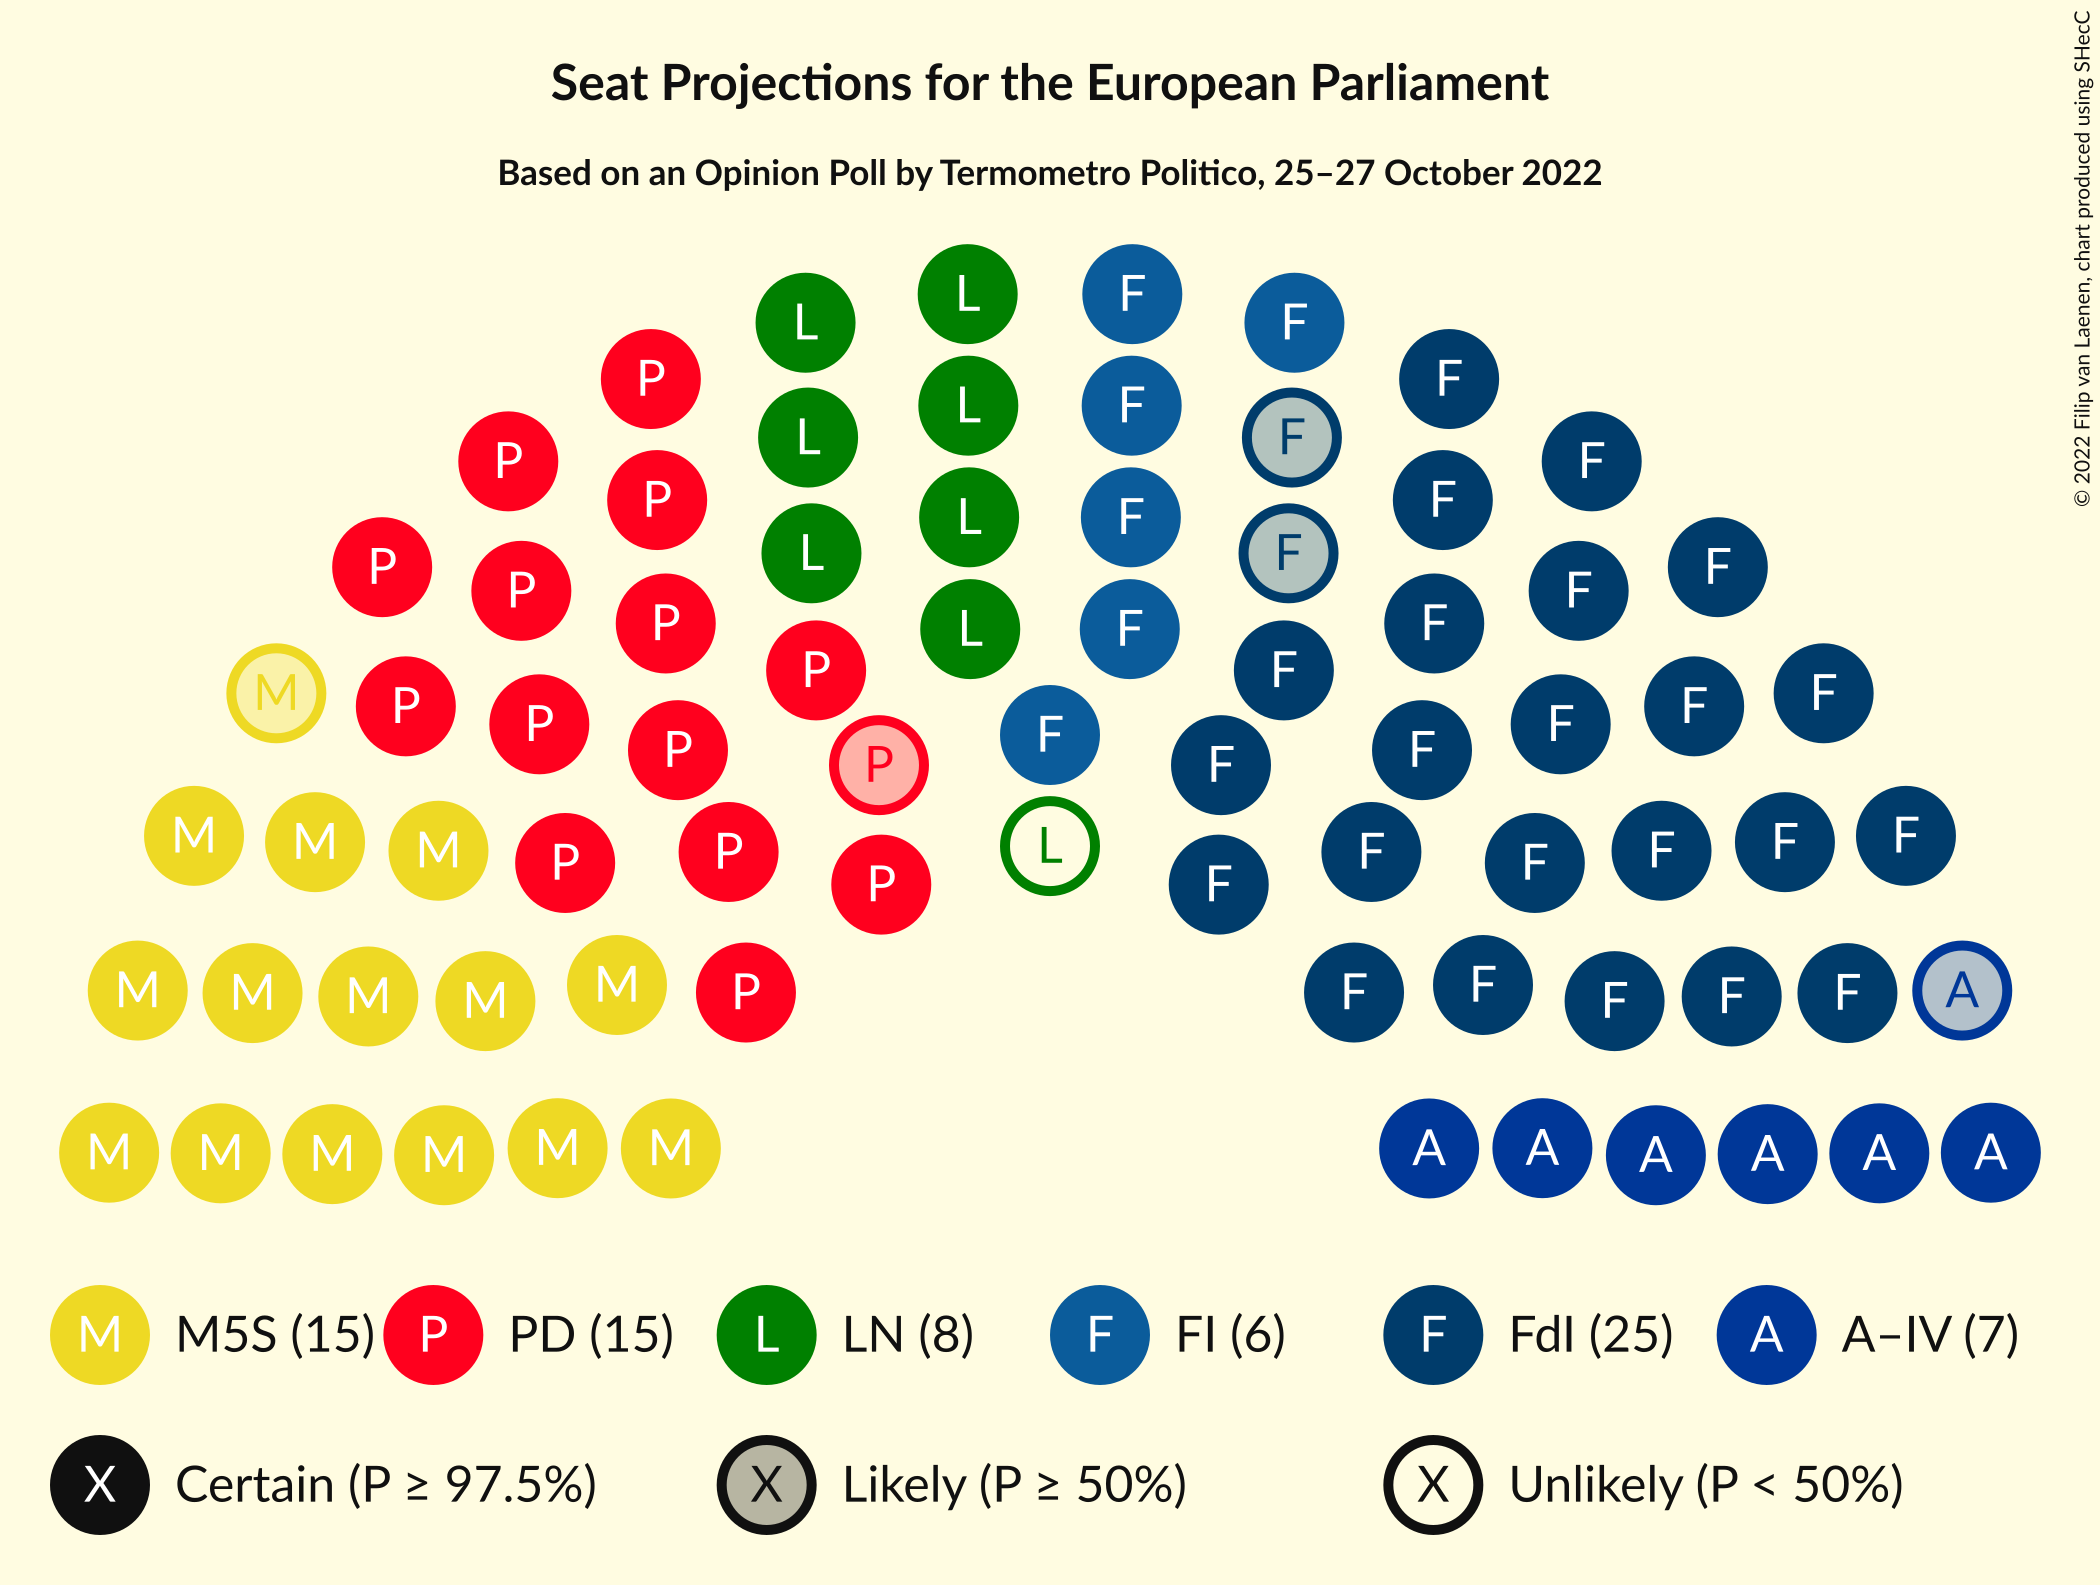 Seat Projections for the European Parliament
Based on an Opinion Poll by Termometro Politico, 25–27 October 2022
© 2022 Filip van Laenen, chart produced using SHecC
L L F F
P L L F F F
P P L L F F F F
P P P P L F F F F F
M P P P P F F F F F F
M M M P P P L F F F F F F
M M M M M P F F F F F A
M M M M M M A A A A A A
M M5S (15) P PD (15) L LN (8) F FI (6) F FdI (25) A A–IV (7)
X Certain (P ≥ 97.5%) X Likely (P ≥ 50%) X Unlikely (P < 50%)